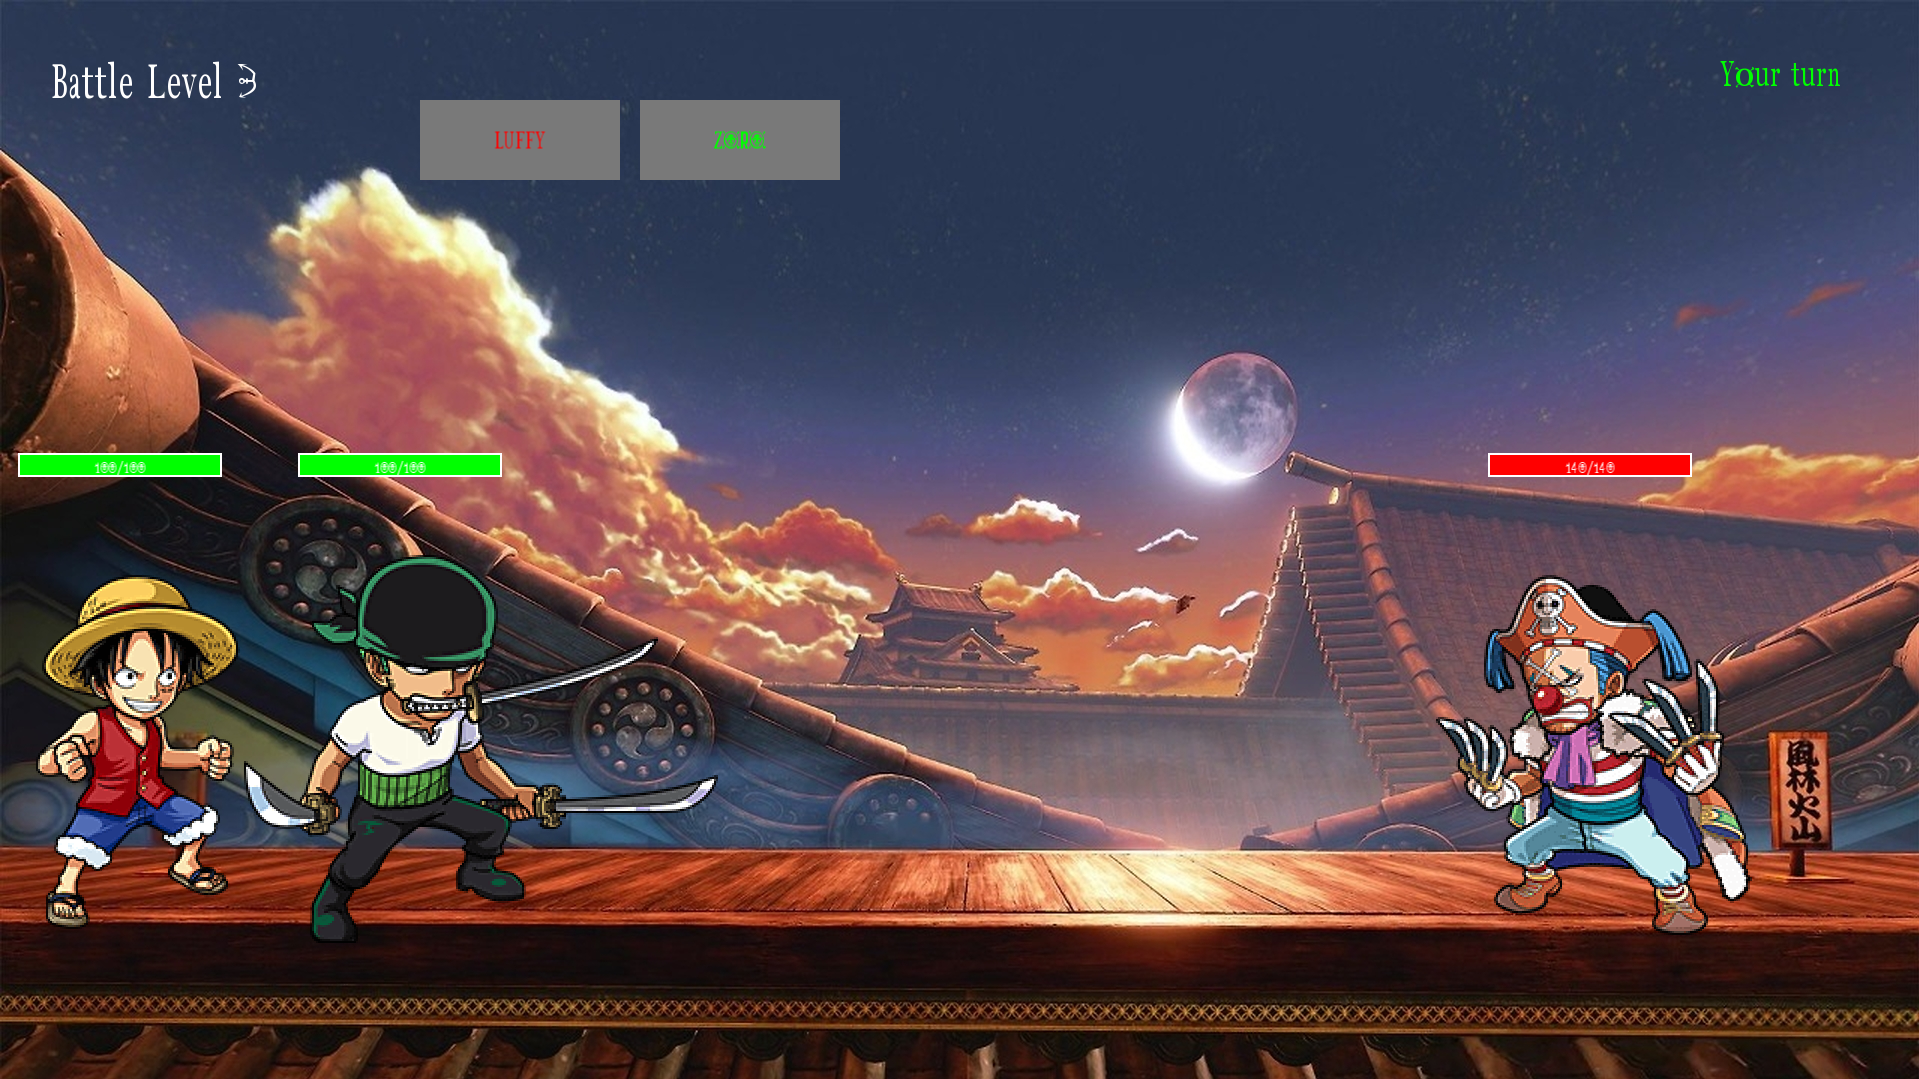 Battle Level 3
Your turn
LUFFY
ZORO
100/100
100/100
140/140
風林火山